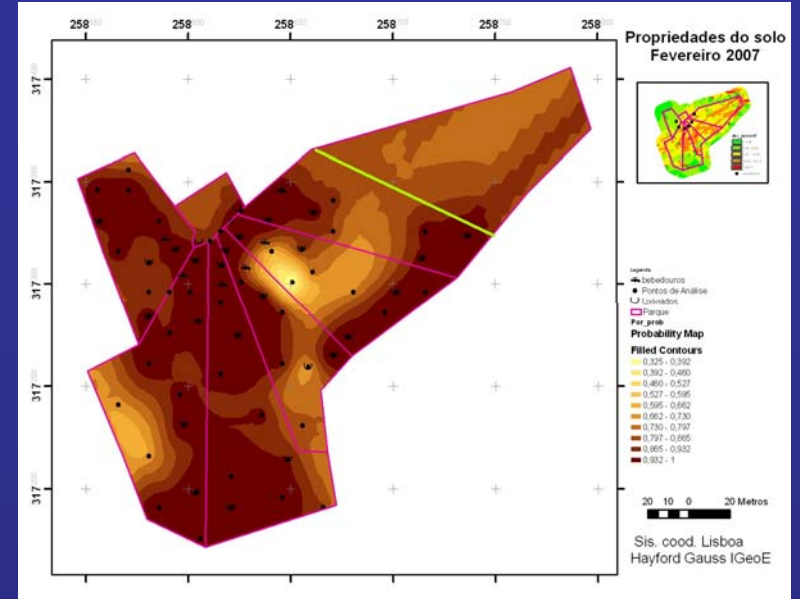 Propriedades do solo
Fevereiro 2007
258
258
258
258
258
258
317
317
317
317
317
Legenda
bebedouros
Pontos de Análise
Lixiviados
Parque
Por_prob
Probability Map
Filled Contours
0,325 - 0,392
0,392 - 0,460
0,460 - 0,527
0,527 - 0,595
0,595 - 0,662
0,662 - 0,730
0,730 - 0,797
0,797 - 0,865
0,865 - 0,932
0,932 - 1
20 10 0 20 Metros
Sis. cood. Lisboa
Hayford Gauss IGeoE